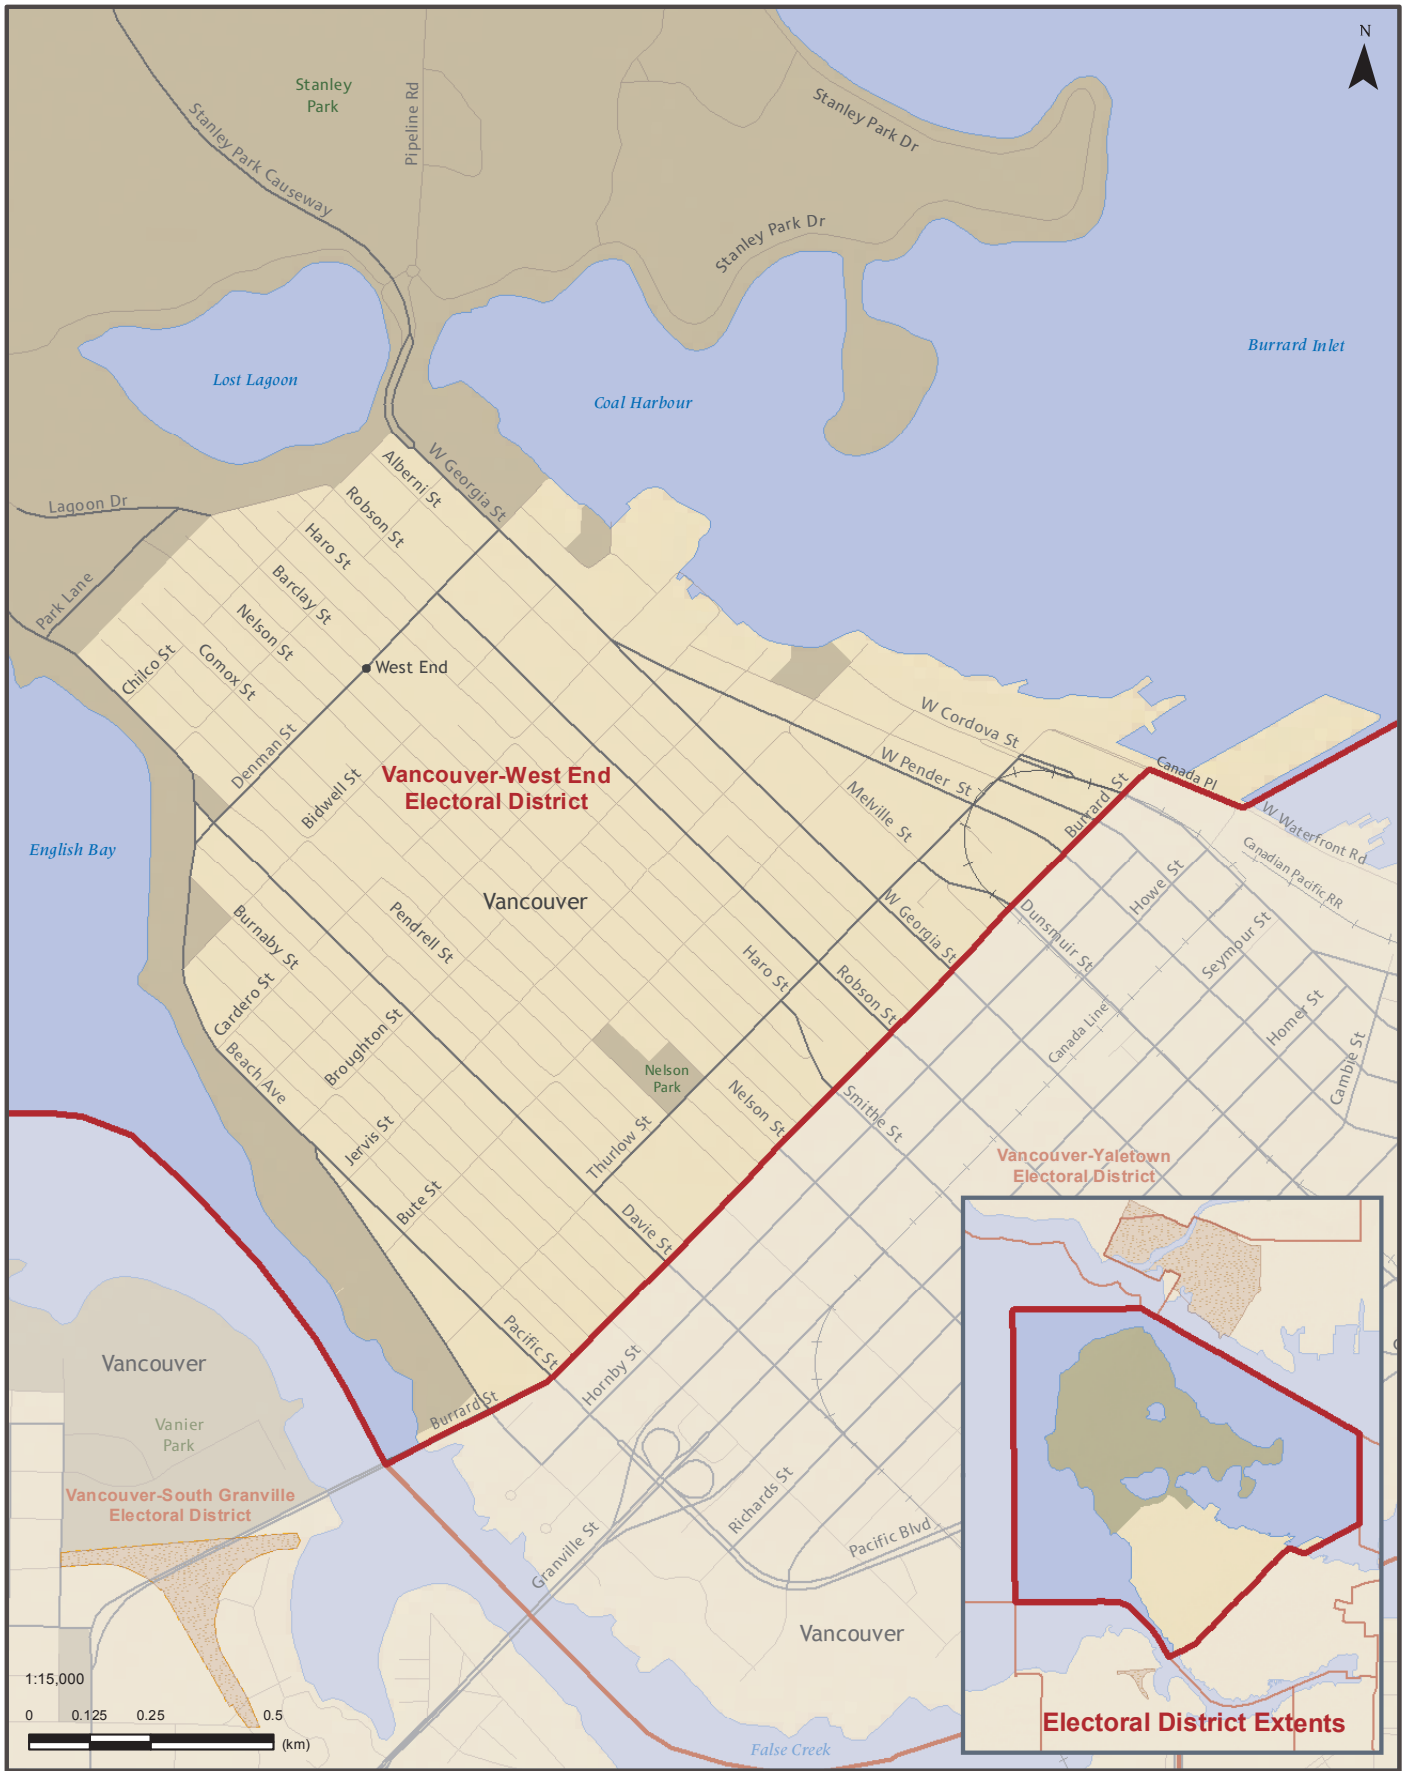 N
Stanley
Park
Pipeline Rd
Stanley Park Causeway
Stanley Park Dr
Stanley Park Dr
Burrard Inlet
Lost Lagoon
Coal Harbour
W Georgia St
Alberni St
Lagoon Dr
Robson St
Haro St
Barclay St
Park Lane
Nelson St
Comox St
Chilco St
West End
Denman St
W Cordova St
W Pender St
Canada Pl
Vancouver-West End
Electoral District
Bidwell St
Melville St
Burrard St
W Waterfront Rd
Canadian Pacific RR
English Bay
Howe St
Vancouver
W Georgia St
Dunsmuir St
Seymour St
Pendrell St
Burnaby St
Haro St
Robson St
Cardero St
Broughton St
Canada Line
Homer St
Cambie St
Beach Ave
Nelson
Park
Nelson St
Smithe St
Jervis St
Thurlow St
Vancouver-Yaletown
Electoral District
Bute St
Davie St
Pacific St
Hornby St
Burrard St
Vancouver
Vanier
Park
Vancouver-South Granville
Electoral District
Richards St
Granville St
Pacific Blvd
Vancouver
False Creek
1:15,000
0 0.125 0.25 0.5
(km)
Electoral District Extents